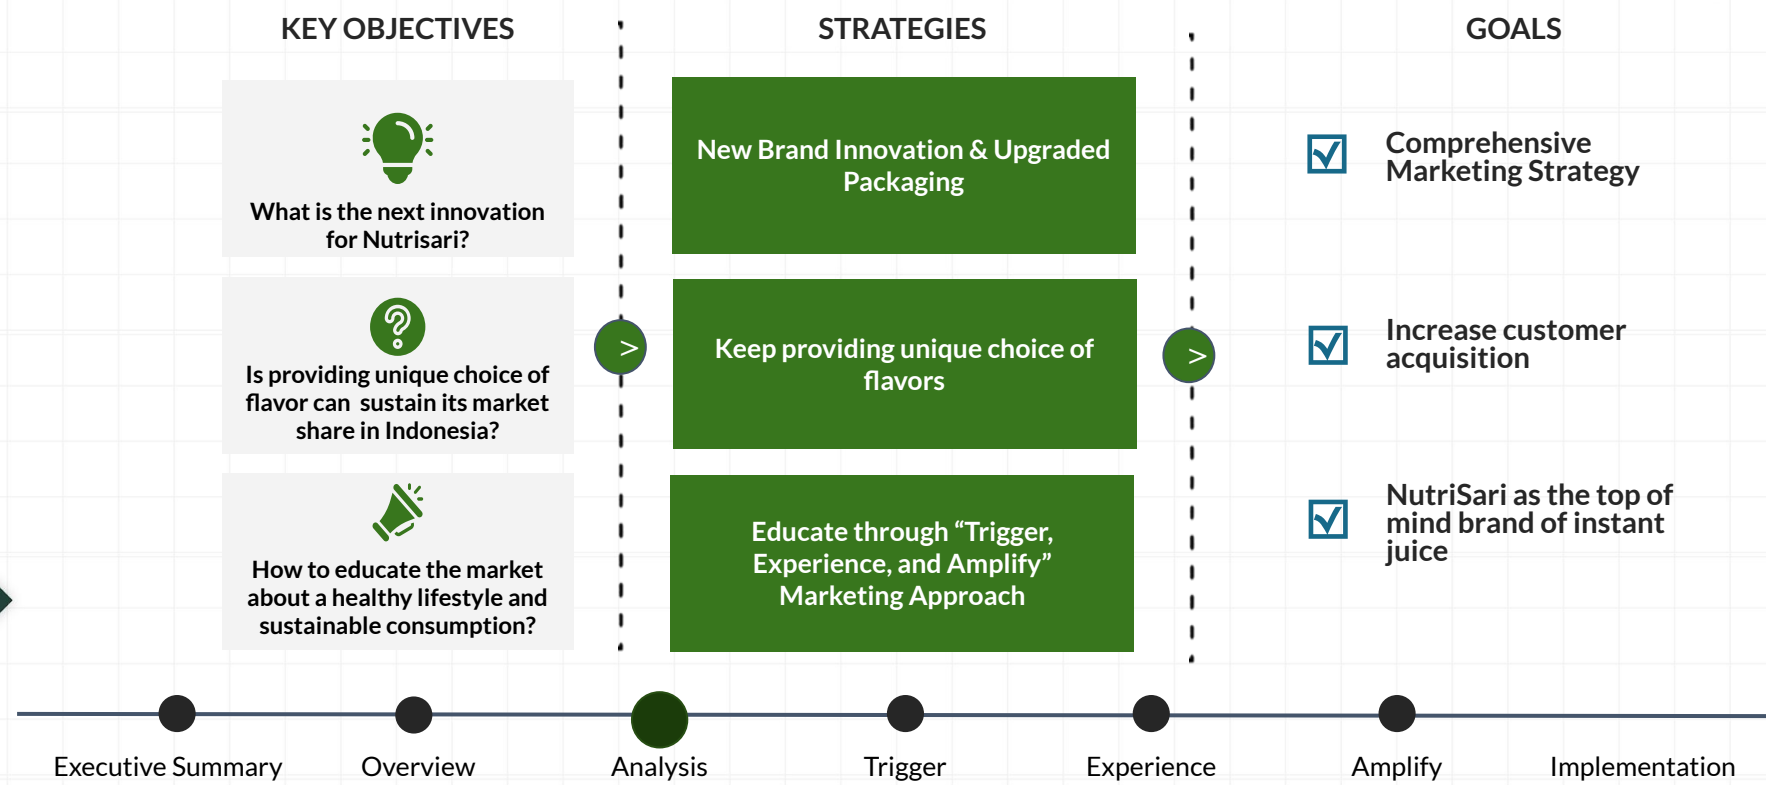 KEY OBJECTIVES
STRATEGIES
GOALS
What is the next innovation
for Nutrisari?
New Brand Innovation & Upgraded
Packaging
Comprehensive
Marketing Strategy
Is providing unique choice of
flavor can  sustain its market
share in Indonesia?
>
Keep providing unique choice of
flavors
>
Increase customer
acquisition
How to educate the market
about a healthy lifestyle and
sustainable consumption?
Educate through “Trigger,
Experience, and Amplify”
Marketing Approach
NutriSari as the top of
mind brand of instant
juice
Executive Summary
Overview
Analysis
Trigger
Experience
Amplify
Implementation